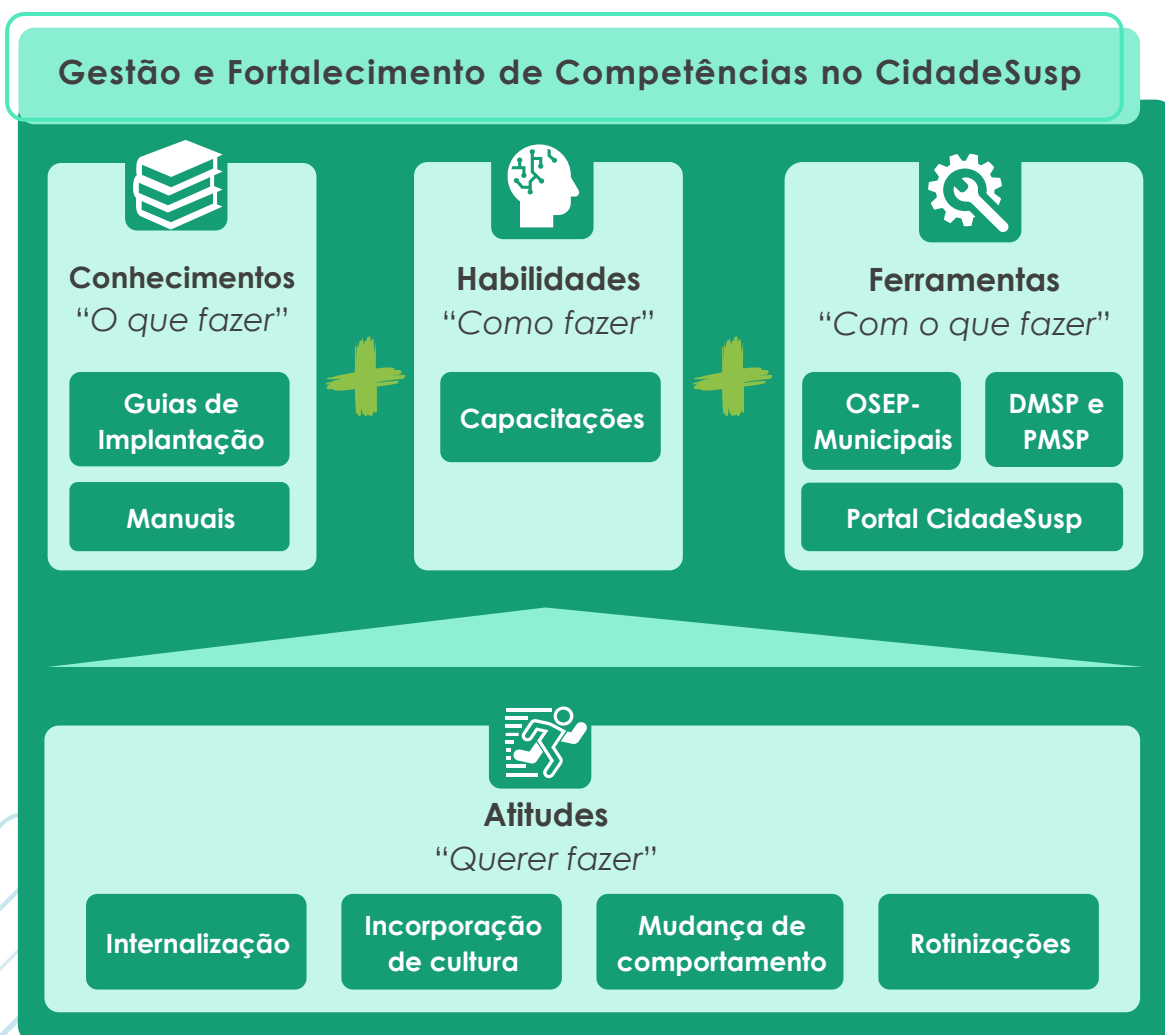 Gestão e Fortalecimento de Competências no CidadeSusp
Conhecimentos
“O que fazer”
Guias de
Implantação
Manuais
Habilidades
“Como fazer”
Capacitações
Ferramentas
“Com o que fazer”
OSEP-
Municipais
DMSP e
PMSP
Portal CidadeSusp
Atitudes
“Querer fazer”
Internalização
Incorporação
de cultura
Mudança de
comportamento
Rotinizações